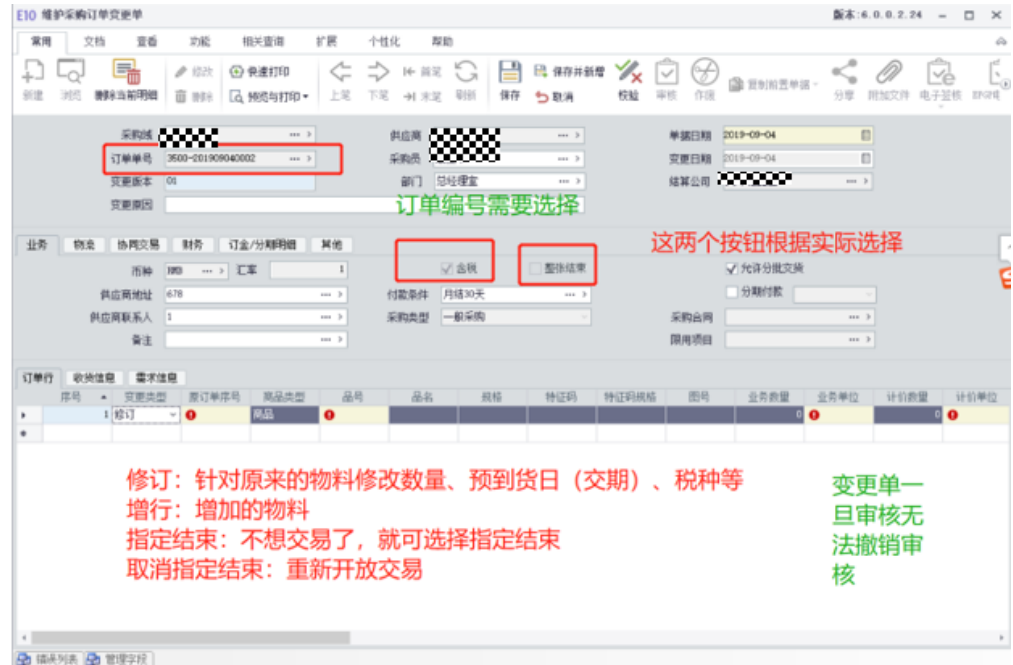 E10 维护采购订单变更单 版本:6.0.0.2.24
常用 文档 查看 功能 相关查询 扩展 个性化 帮助
修改 快速打印 首笔 保存并新增
新建 浏览 删除当前明细 删除 预览与打印 上笔 下笔 末笔 刷新 保存 取消 校验 审核 作废 复制前置单据 分享 附加文件 电子签核
采购域 供应商 单据日期 2019-09-04
订单单号 3500-201909040002 采购员 变更日期 2019-09-04
变更版本 01 部门 总经理室 结算公司
变更原因
订单编号需要选择
这两个按钮根据实际选择
业务 物流 协同交易 财务 订金/分期明细 其他
币种 RMB 汇率 1 含税 整张结束 允许分批交货
供应商地址 678 付款条件 月结30天 分期付款
供应商联系人 1 采购类型 一般采购 采购合同
备注 限用项目
订单行 收货信息 需求信息
序号 变更类型 原订单序号 商品类型 品号 品名 规格 特征码 特征码规格 图号 业务数量 业务单位 计价数量 计价单位
1 修订 商品 0 0
修订：针对原来的物料修改数量、预到货日（交期）、税种等
增行：增加的物料
指定结束：不想交易了，就可选择指定结束
取消指定结束：重新开放交易
变更单一
旦审核无
法撤销审
核
错误列表 管理字段